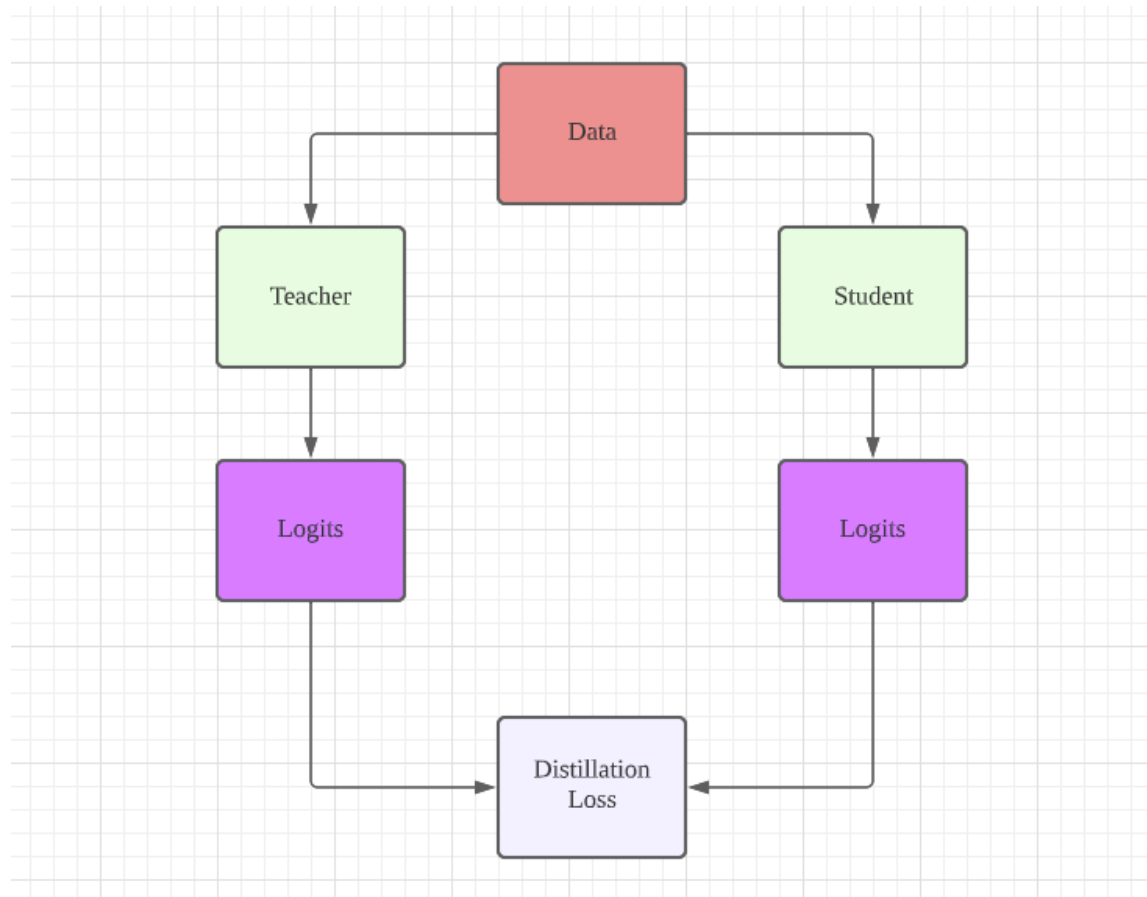 Data
Teacher
Student
Logits
Logits
Distillation
Loss